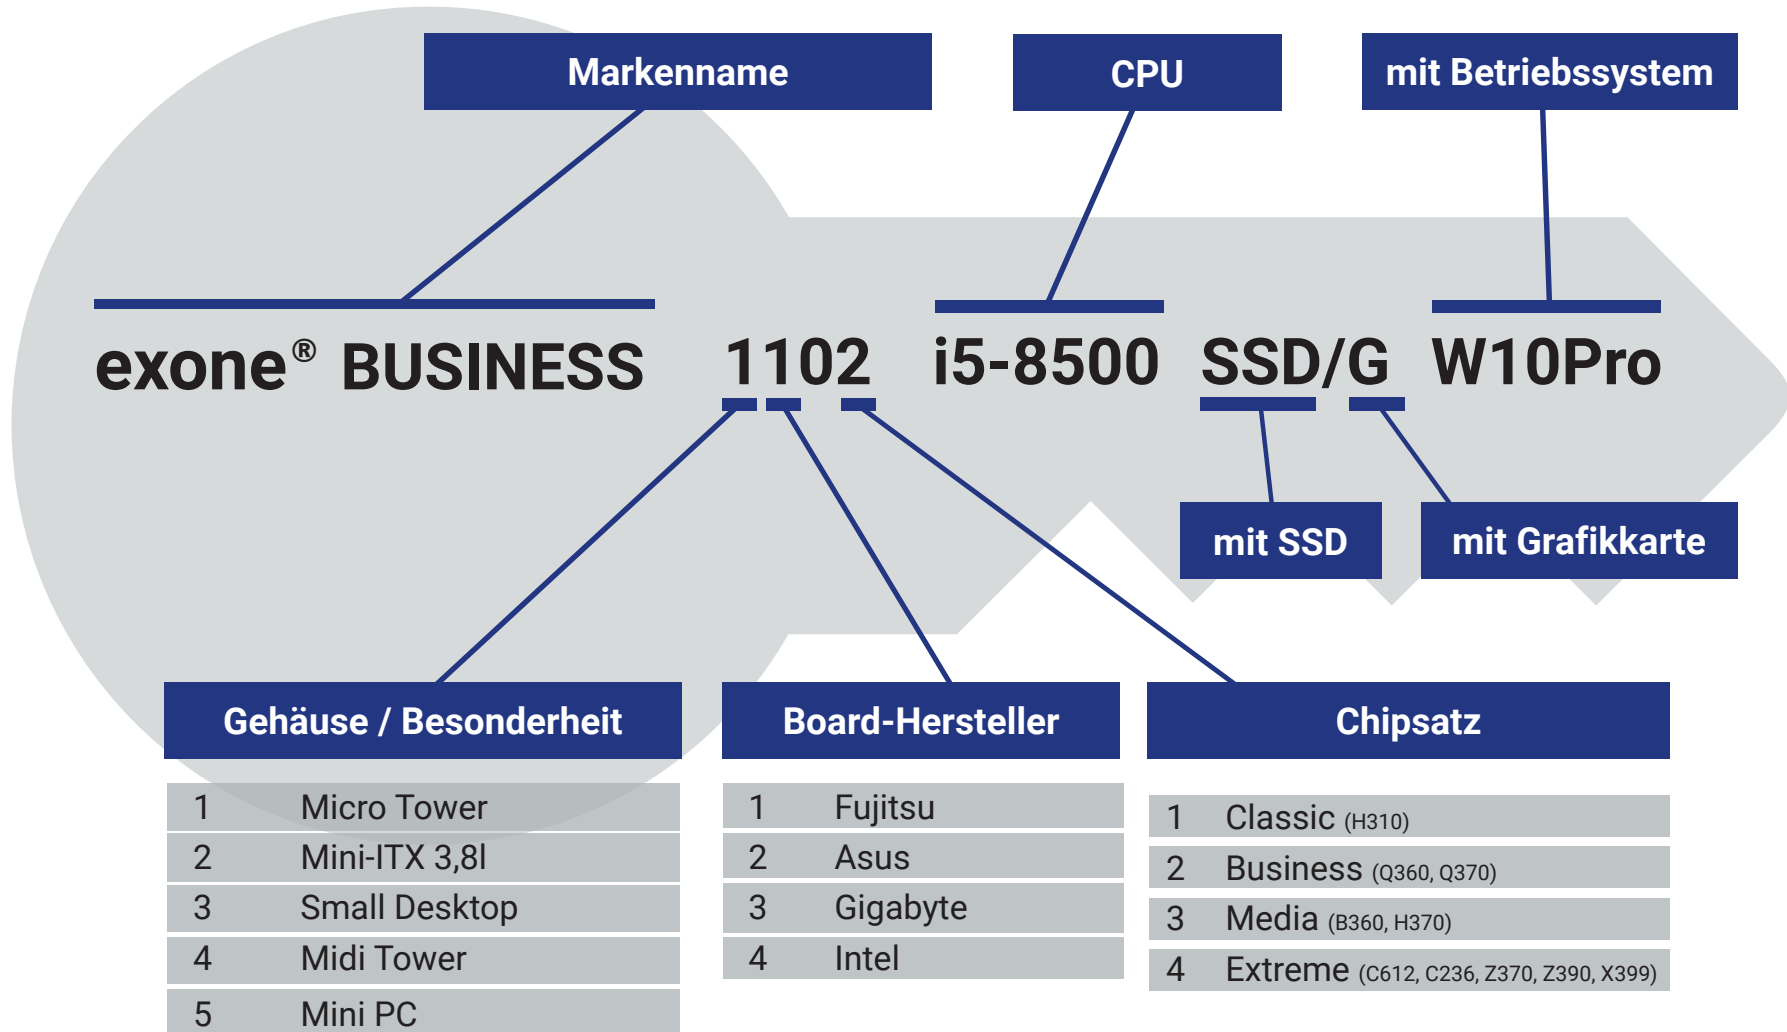 Markenname
CPU
mit Betriebssystem
exone® BUSINESS 1102 i5-8500 SSD/G W10Pro
mit SSD
mit Grafikkarte
Gehäuse / Besonderheit
1 Micro Tower
2 Mini-ITX 3,8l
3 Small Desktop
4 Midi Tower
5 Mini PC
Board-Hersteller
1 Fujitsu
2 Asus
3 Gigabyte
4 Intel
Chipsatz
1 Classic (H310)
2 Business (Q360, Q370)
3 Media (B360, H370)
4 Extreme (C612, C236, Z370, Z390, X399)